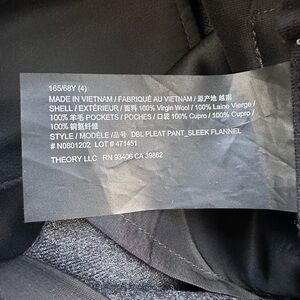 165/68Y (4)
MADE IN VIETNAM / FABRIQUÉ AU VIETNAM / 原产地 越南
SHELL / EXTÉRIEUR / 面料 100% Virgin Wool / 100% Laine Vierge /
100% 羊毛 POCKETS / POCHES / 口袋 100% Cupro / 100% Cupro /
100% 铜氨纤
STYLE / MODÈLE / 品号 DBL PLEAT PANT_SLEEK FLANNEL
# N0801202 LOT # 471451
THEORY LLC RN 98406 CA 39862